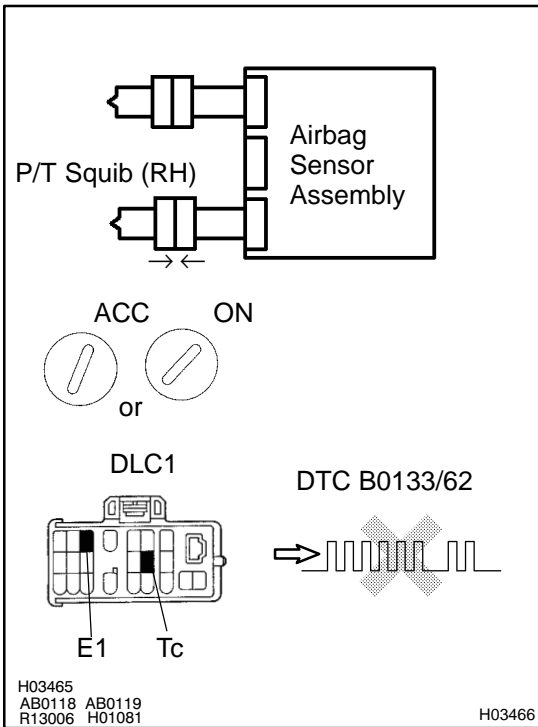 Airbag
Sensor
Assembly
P/T Squib (RH)
ACC
ON
or
DLC1
DTC B0133/62
E1
Tc
H03465
AB0118 AB0119
R13006 H01081
H03466